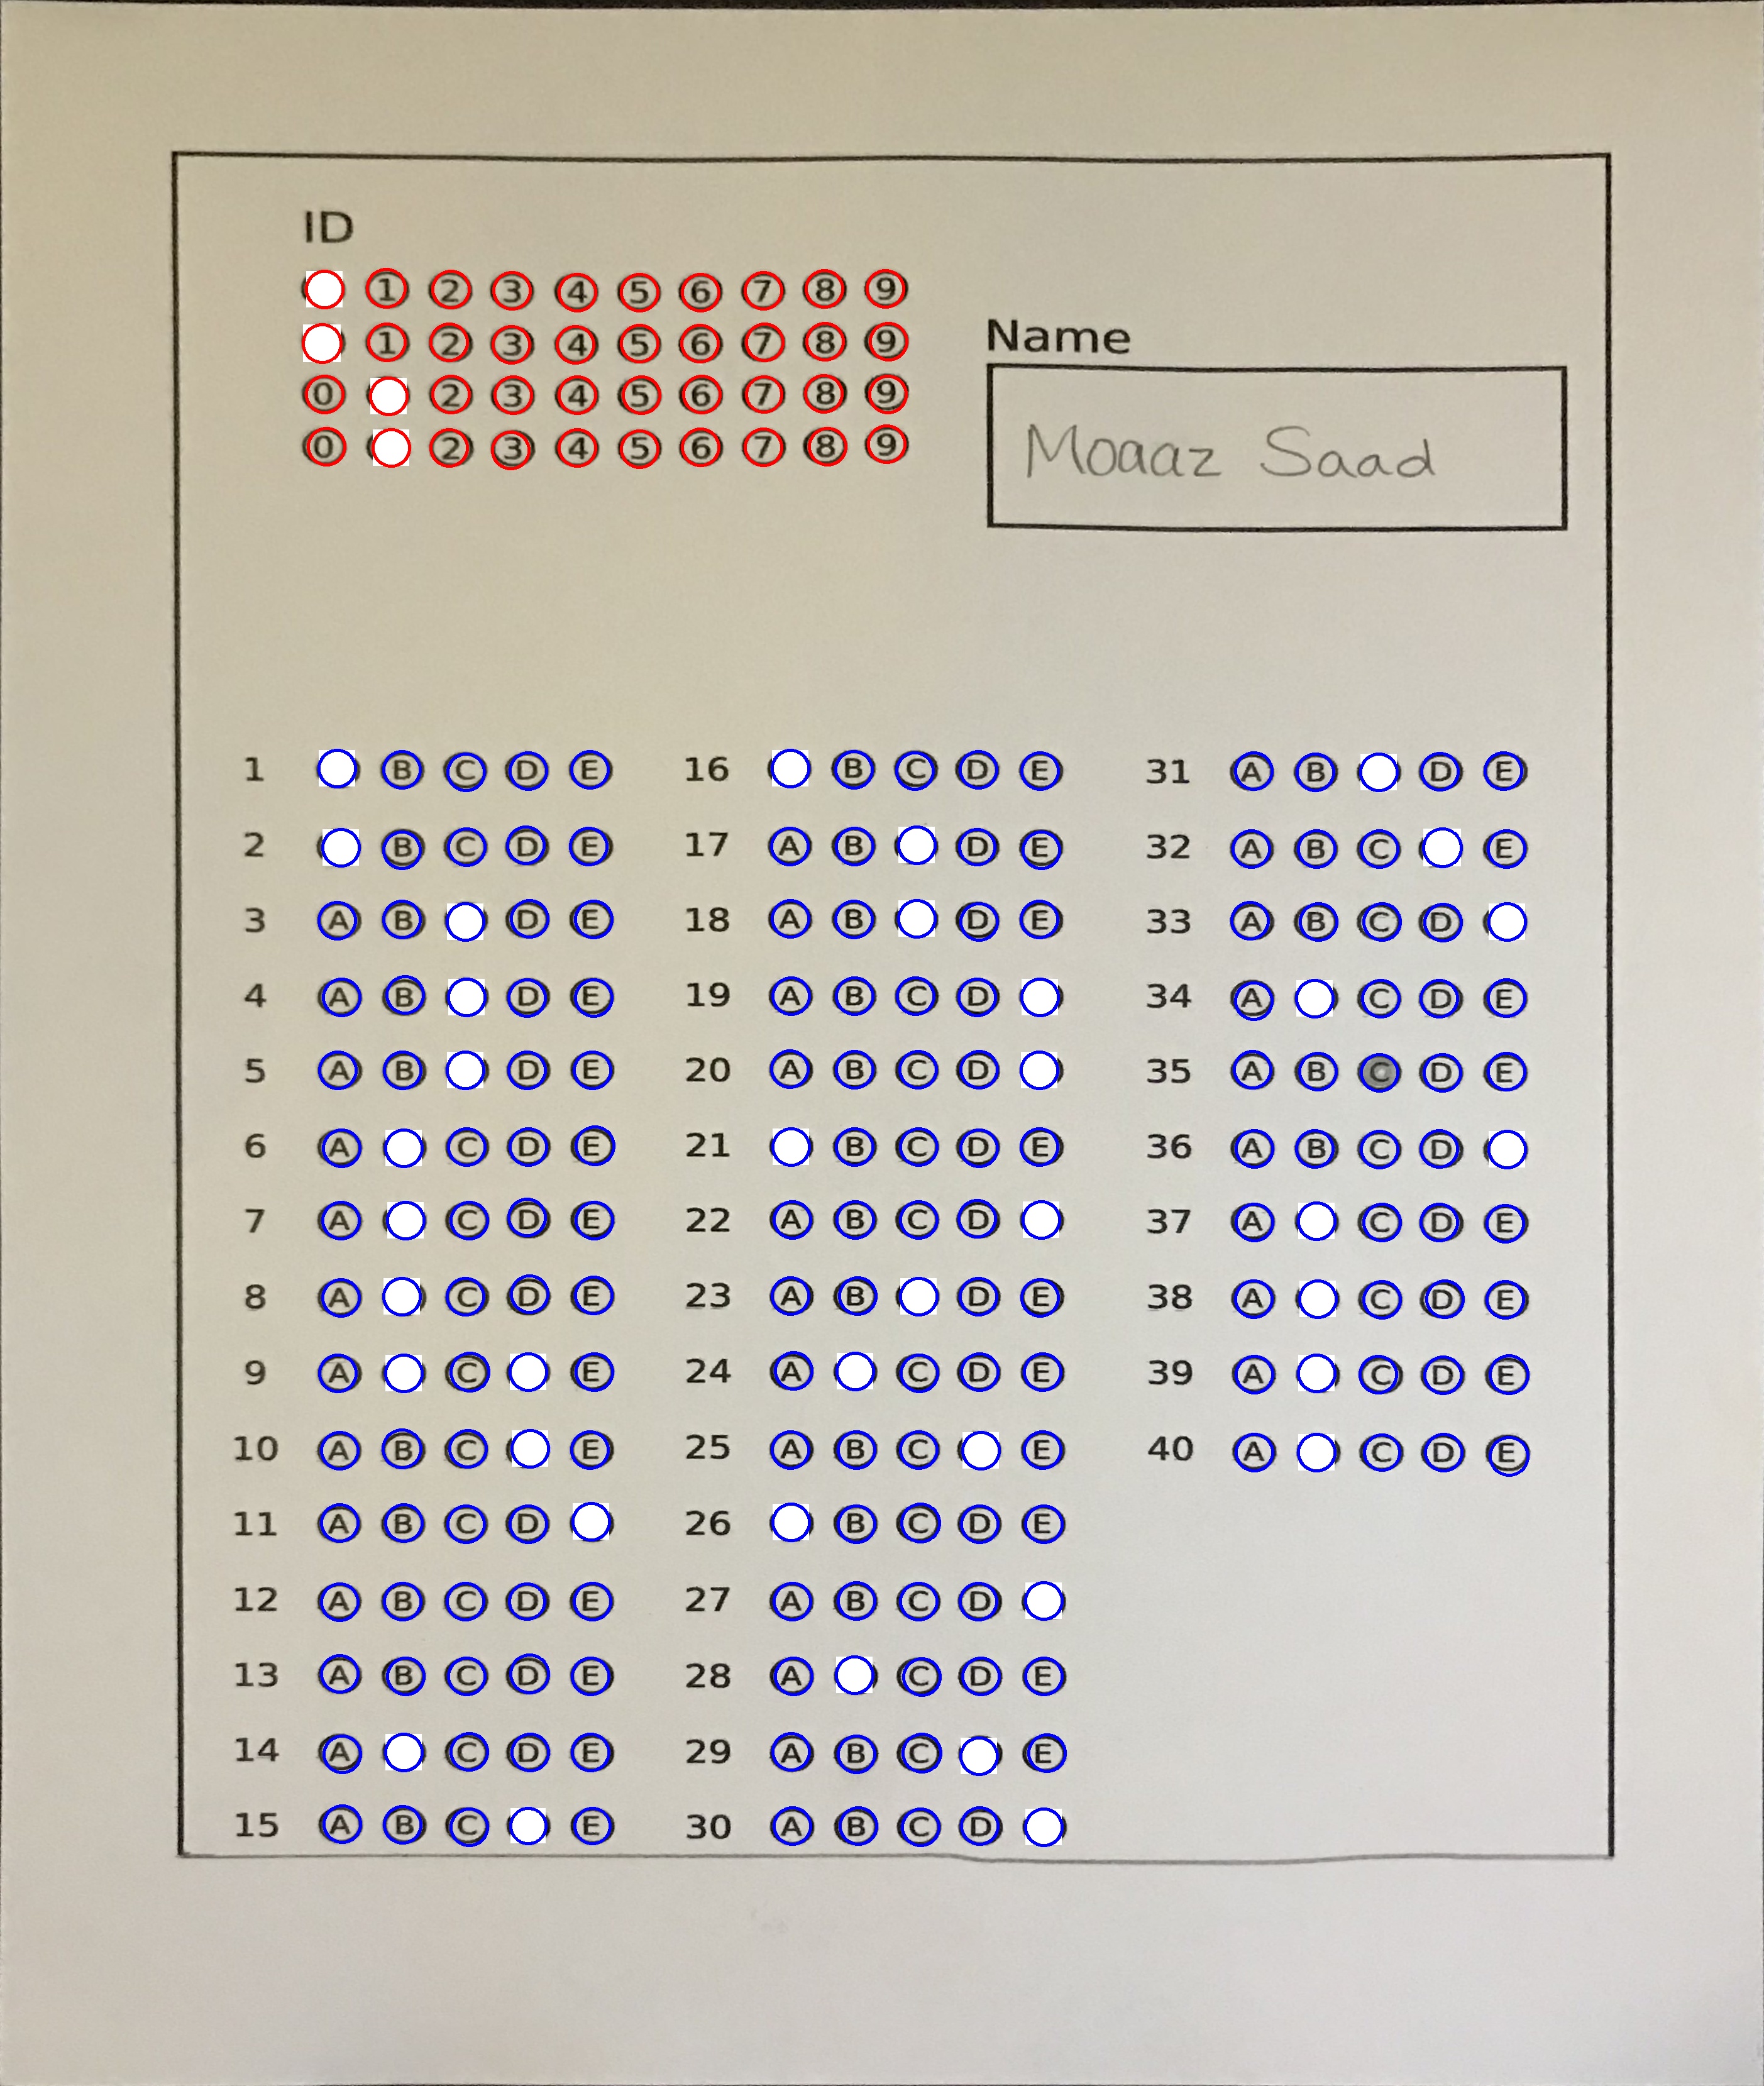 ID
1 2 3 4 5 6 7 8 9
1 2 3 4 5 6 7 8 9
0 2 3 4 5 6 7 8 9
0 2 3 4 5 6 7 8 9
Name
Moaaz Saad
1 B C D E
2 B C D E
3 A B D E
4 A B D E
5 A B D E
6 A C D E
7 A C D E
8 A C D E
9 A C E
10 A B C E
11 A B C D
12 A B C D E
13 A B C D E
14 A C D E
15 A B C E
16 B C D E
17 A B D E
18 A B D E
19 A B C D
20 A B C D
21 B C D E
22 A B C D
23 A B D E
24 A C D E
25 A B C E
26 B C D E
27 A B C D
28 A C D E
29 A B C E
30 A B C D
31 A B D E
32 A B C E
33 A B C D
34 A C D E
35 A B C D E
36 A B C D
37 A C D E
38 A C D E
39 A C D E
40 A C D E